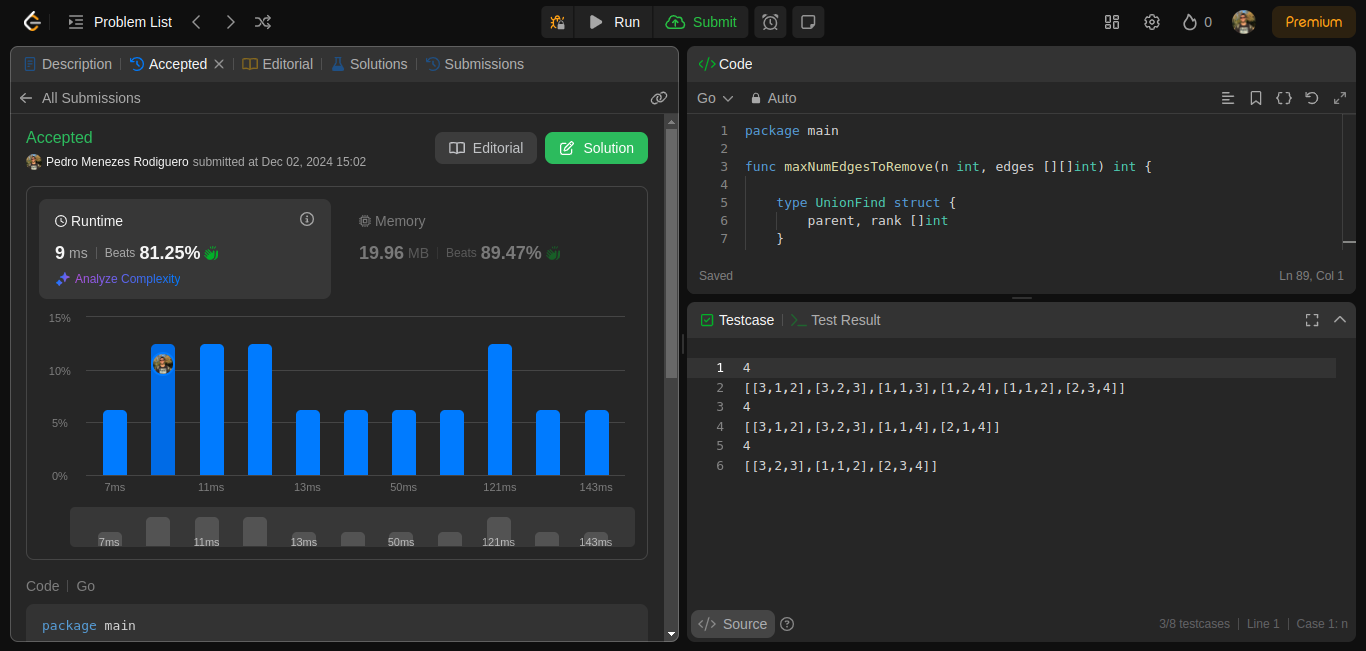 Problem List
Run
Submit
0
Premium
Description
Accepted
Editorial
Solutions
Submissions
All Submissions
Accepted
Pedro Menezes Rodiguero submitted at Dec 02, 2024 15:02
Editorial
Solution
Runtime
9 ms
Beats 81.25%
Analyze Complexity
Memory
19.96 MB
Beats 89.47%
15%
10%
5%
0%
7ms 11ms 13ms 50ms 121ms 143ms
7ms 11ms 13ms 50ms 121ms 143ms
Code
Go
package main
</> Code
Go
Auto
1 package main
2
3 func maxNumEdgesToRemove(n int, edges [][]int) int {
4
5     type UnionFind struct {
6         parent, rank []int
7     }
Saved
Ln 89, Col 1
Testcase
>_ Test Result
1 4
2 [[3,1,2],[3,2,3],[1,1,3],[1,2,4],[1,1,2],[2,3,4]]
3 4
4 [[3,1,2],[3,2,3],[1,1,4],[2,1,4]]
5 4
6 [[3,2,3],[1,1,2],[2,3,4]]
</> Source
?
3/8 testcases
Line 1
Case 1: n